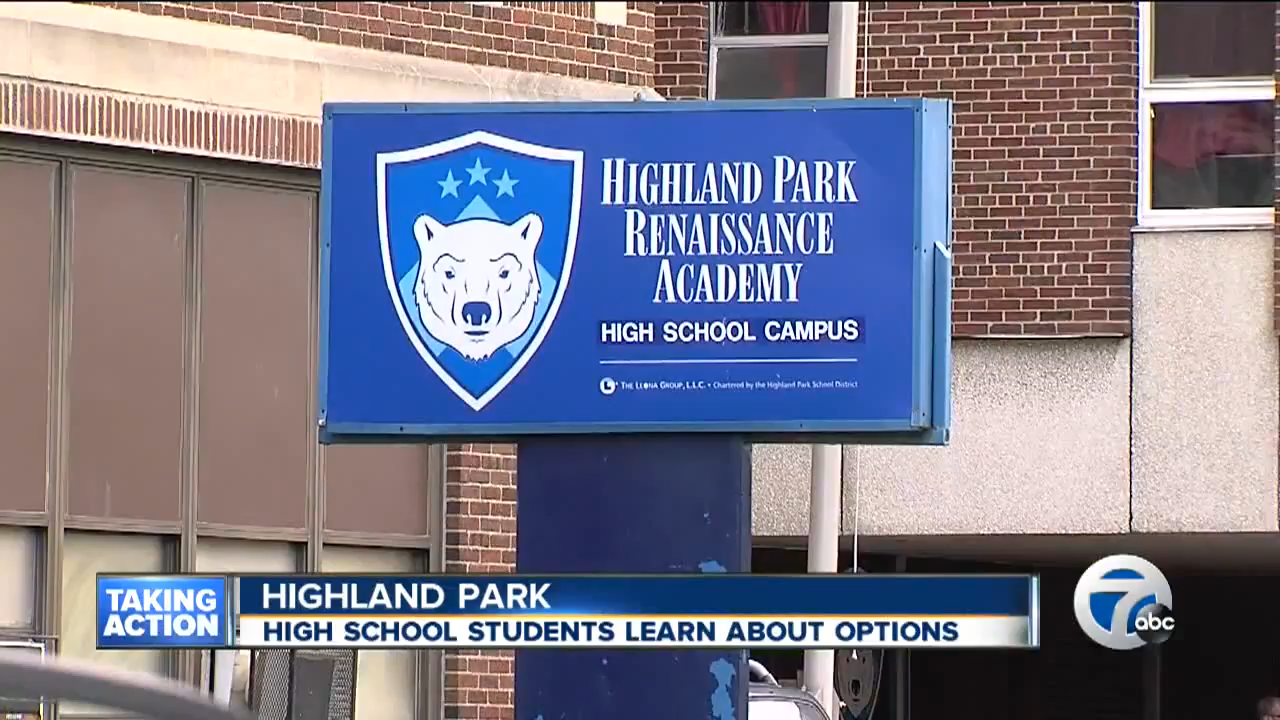 HIGHLAND PARK
RENAISSANCE
ACADEMY
HIGH SCHOOL CAMPUS
THE LEONA GROUP, L.L.C. • Chartered by the Highland Park School District
TAKING
ACTION
HIGHLAND PARK
HIGH SCHOOL STUDENTS LEARN ABOUT OPTIONS
7
abc